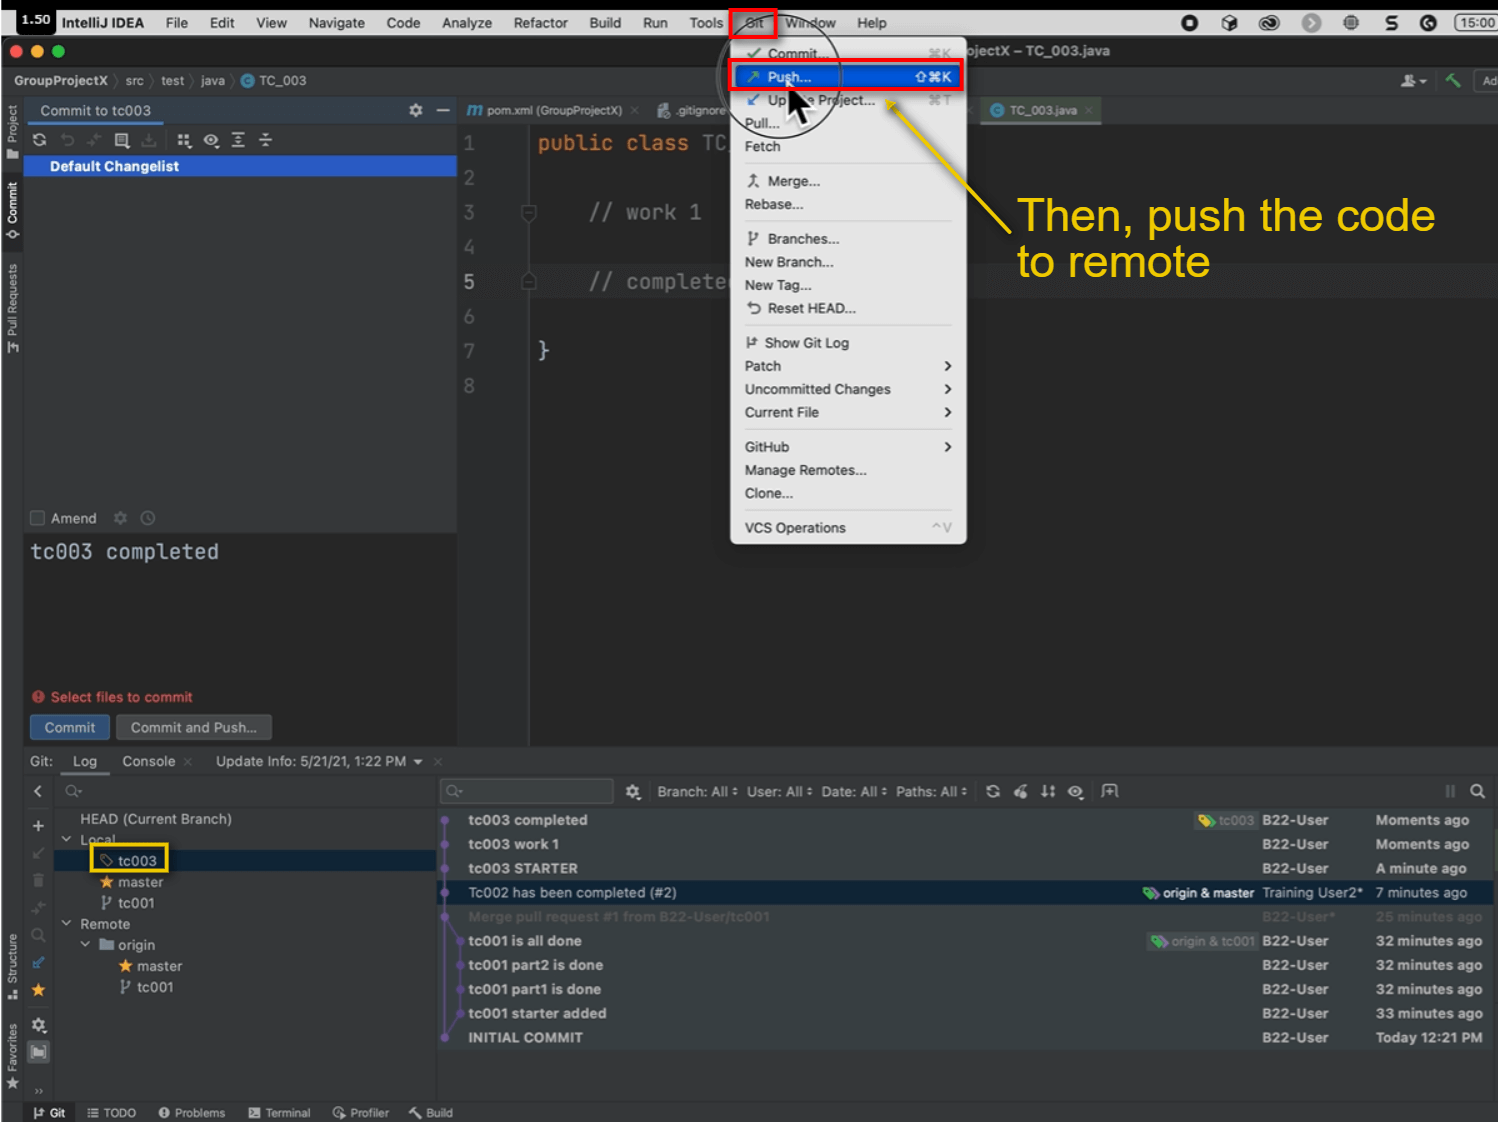 1.50 IntelliJ IDEA File Edit View Navigate Code Analyze Refactor Build Run Tools Git Window Help 15:00
ojectX – TC_003.java
GroupProjectX src test java TC_003 Ad
Commit to tc003
pom.xml (GroupProjectX) .gitignore TC_003.java
Project
Commit
Pull Requests
Default Changelist
Amend
tc003 completed
Select files to commit
Commit Commit and Push...
1 public class TC_
2
3 // work 1
4
5 // complete
6
7 }
8
Commit... ⌘K
Push... ⇧⌘K
Project... ⌘T
Pull...
Fetch
Merge...
Rebase...
Branches...
New Branch...
New Tag...
Reset HEAD...
Show Git Log
Patch
Uncommitted Changes
Current File
GitHub
Manage Remotes...
Clone...
VCS Operations ^V
Then, push the code
to remote
Git: Log Console Update Info: 5/21/21, 1:22 PM
Branch: All User: All Date: All Paths: All
HEAD (Current Branch)
Local
tc003
master
tc001
Remote
origin
master
tc001
tc003 completed tc003 B22-User Moments ago
tc003 work 1 B22-User Moments ago
tc003 STARTER B22-User A minute ago
Tc002 has been completed (#2) origin & master Training User2* 7 minutes ago
Merge pull request #1 from B22-User/tc001 B22-User* 25 minutes ago
tc001 is all done origin & tc001 B22-User 32 minutes ago
tc001 part2 is done B22-User 32 minutes ago
tc001 part1 is done B22-User 32 minutes ago
tc001 starter added B22-User 33 minutes ago
INITIAL COMMIT B22-User Today 12:21 PM
Structure
Favorites
Git TODO Problems Terminal Profiler Build